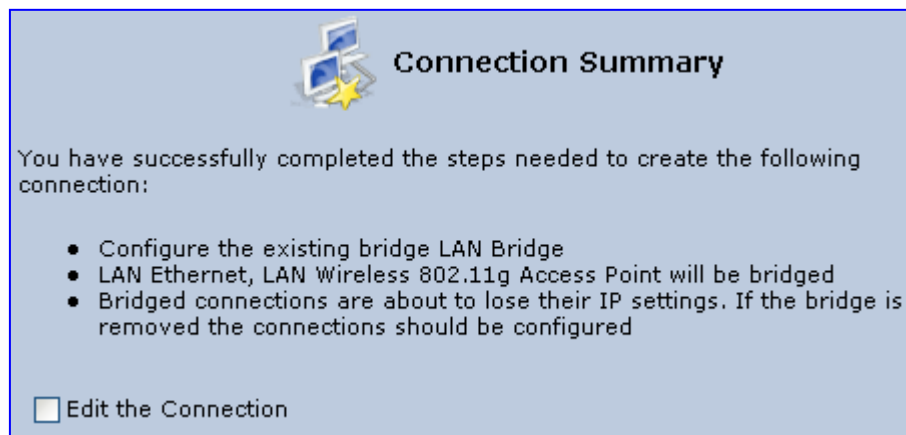 Connection Summary
You have successfully completed the steps needed to create the following
connection:
● Configure the existing bridge LAN Bridge
● LAN Ethernet, LAN Wireless 802.11g Access Point will be bridged
● Bridged connections are about to lose their IP settings. If the bridge is
removed the connections should be configured
Edit the Connection